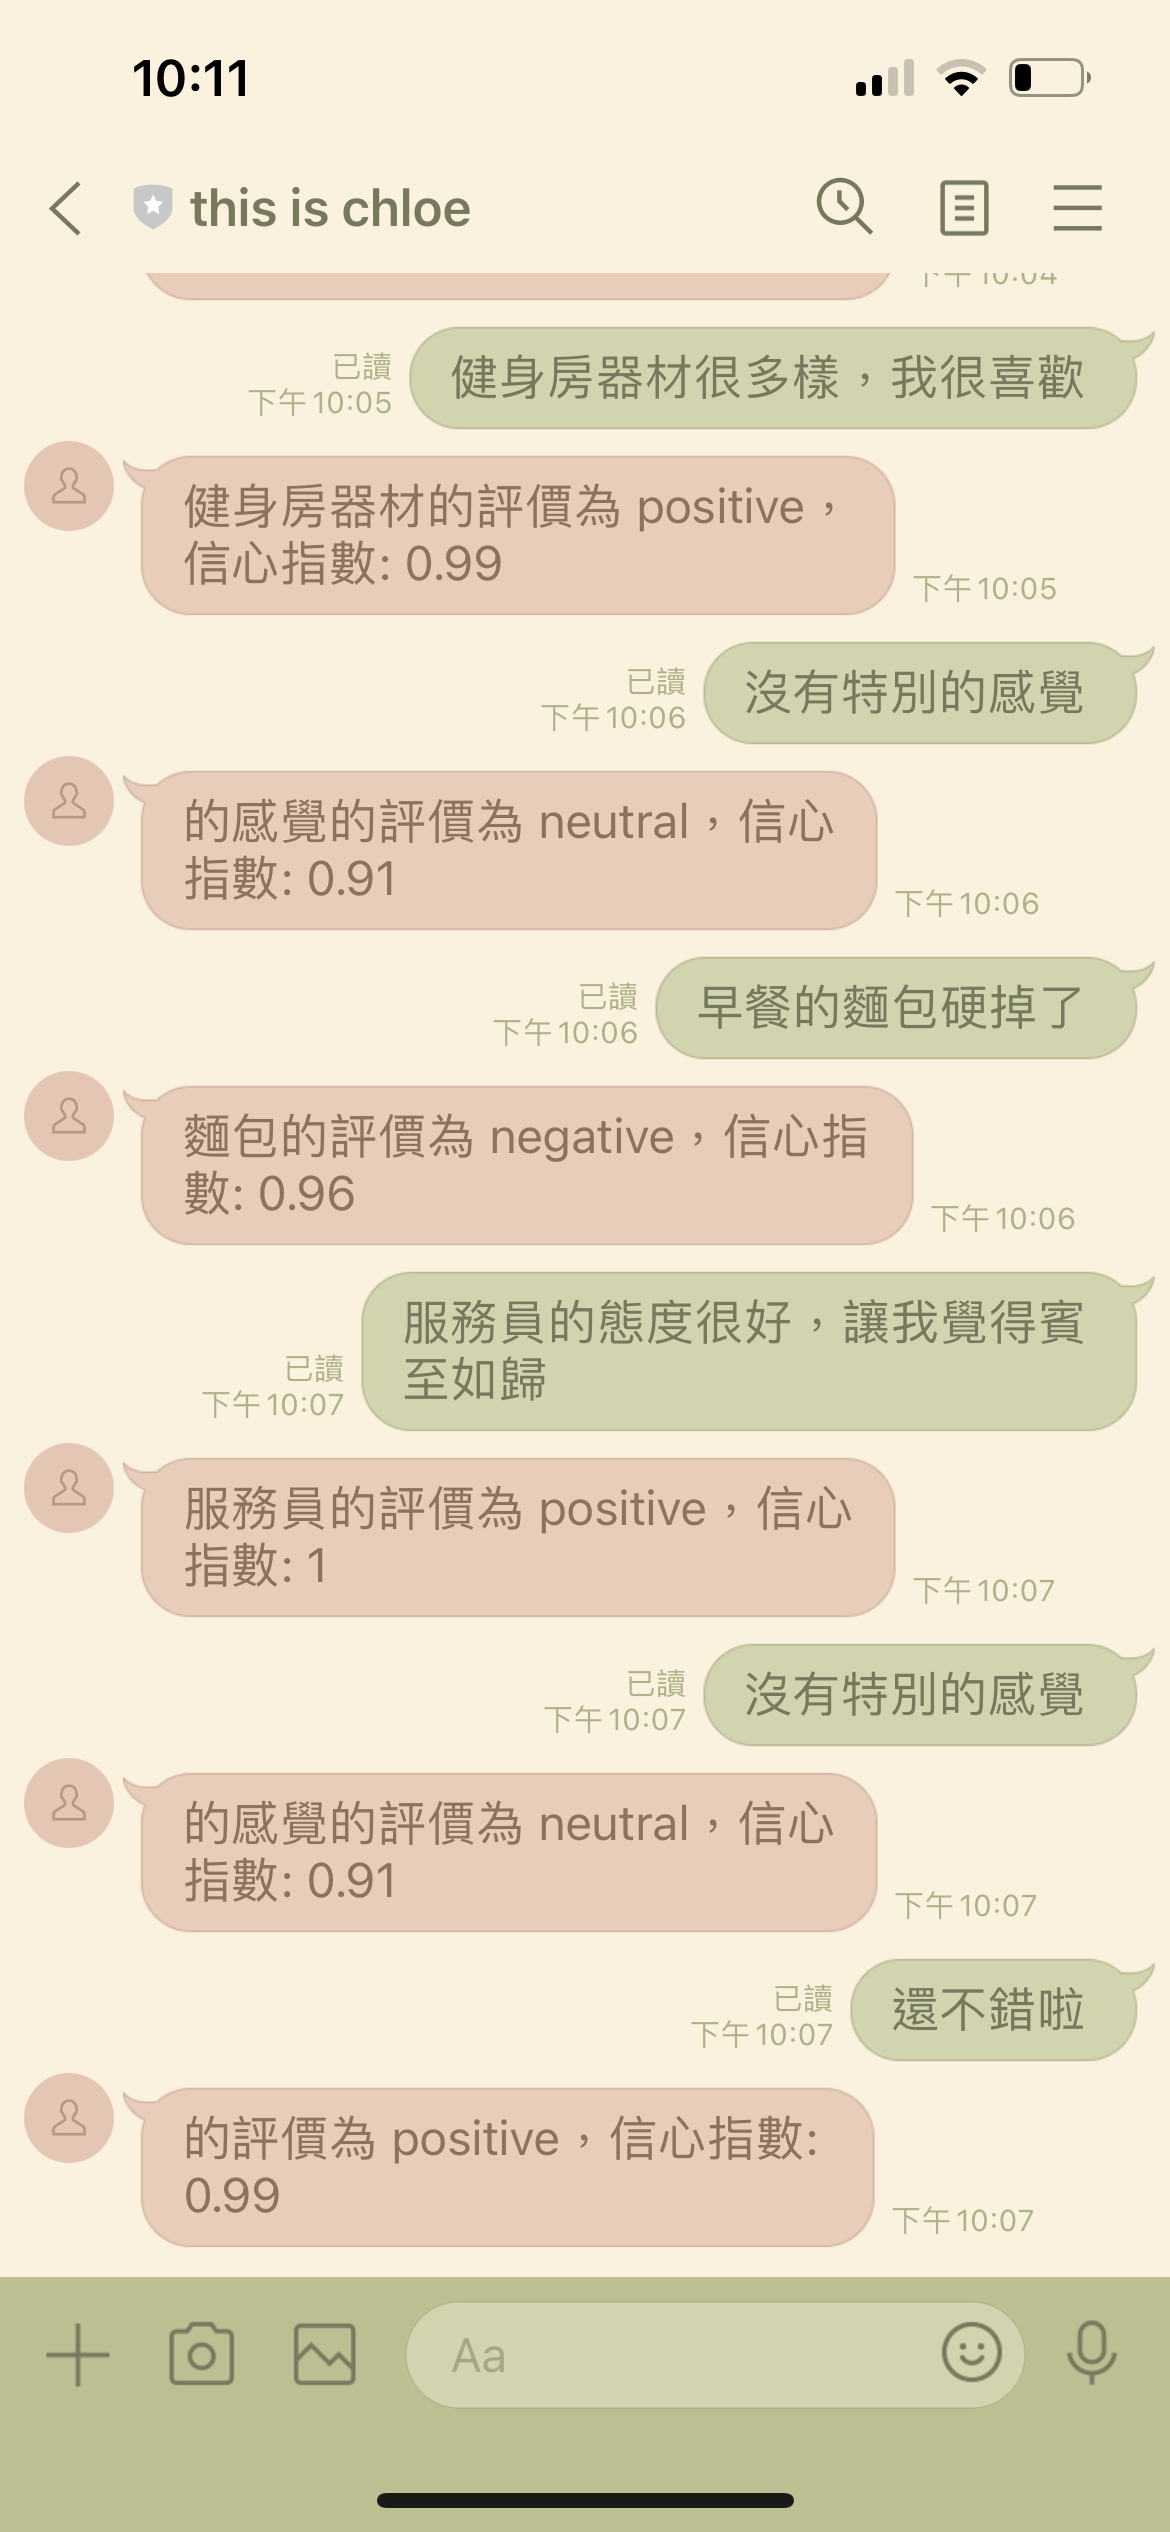 10:11
this is chloe
下午 10:04
已讀
下午 10:05
健身房器材很多樣，我很喜歡
健身房器材的評價為 positive，
信心指數: 0.99
下午 10:05
已讀
下午 10:06
沒有特別的感覺
的感覺的評價為 neutral，信心
指數: 0.91
下午 10:06
已讀
下午 10:06
早餐的麵包硬掉了
麵包的評價為 negative，信心指
數: 0.96
下午 10:06
已讀
下午 10:07
服務員的態度很好，讓我覺得賓
至如歸
服務員的評價為 positive，信心
指數: 1
下午 10:07
已讀
下午 10:07
沒有特別的感覺
的感覺的評價為 neutral，信心
指數: 0.91
下午 10:07
已讀
下午 10:07
還不錯啦
的評價為 positive，信心指數:
0.99
下午 10:07
Aa